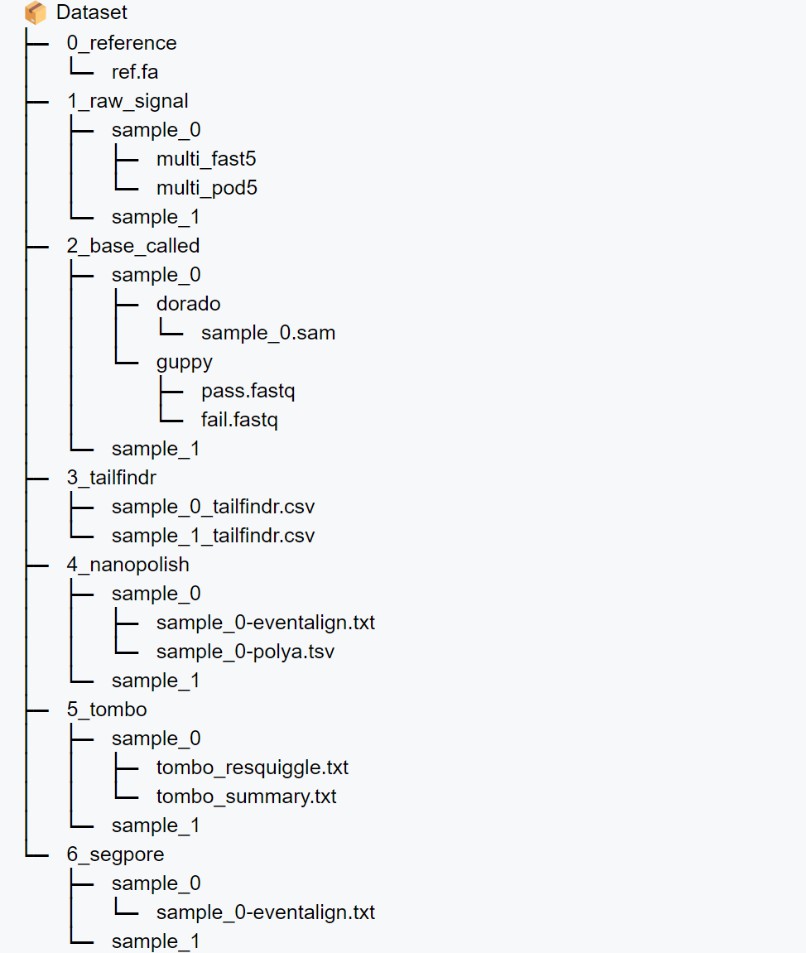 Dataset
0_reference
ref.fa
1_raw_signal
sample_0
multi_fast5
multi_pod5
sample_1
2_base_called
sample_0
dorado
sample_0.sam
guppy
pass.fastq
fail.fastq
sample_1
3_tailfindr
sample_0_tailfindr.csv
sample_1_tailfindr.csv
4_nanopolish
sample_0
sample_0-eventalign.txt
sample_0-polya.tsv
sample_1
5_tombo
sample_0
tombo_resquiggle.txt
tombo_summary.txt
sample_1
6_segpore
sample_0
sample_0-eventalign.txt
sample_1